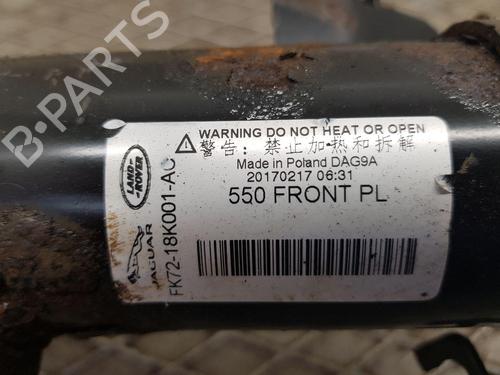 WARNING DO NOT HEAT OR OPEN
警告: 禁止加热和拆解
Made in Poland DAG9A
20170217 06:31
550 FRONT PL
LAND-
ROVER
JAGUAR
FK72-18K001-AC
B-PARTS